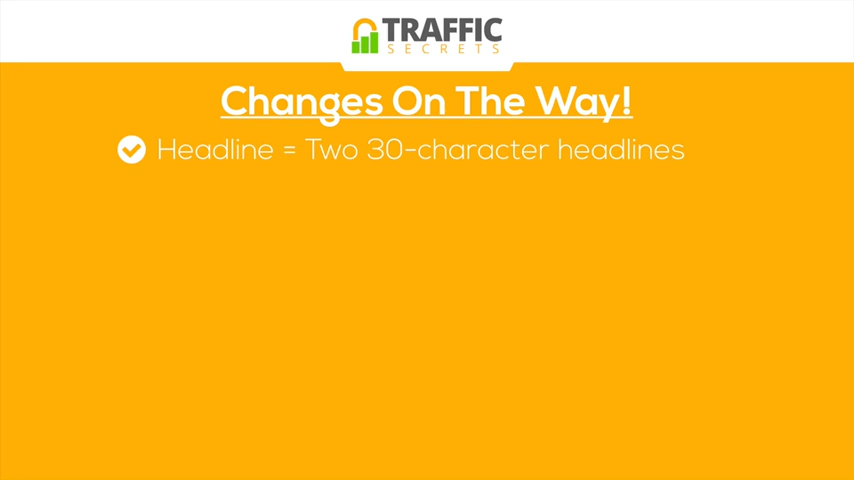 TRAFFIC
SECRETS
Changes On The Way!
Headline = Two 30-character headlines